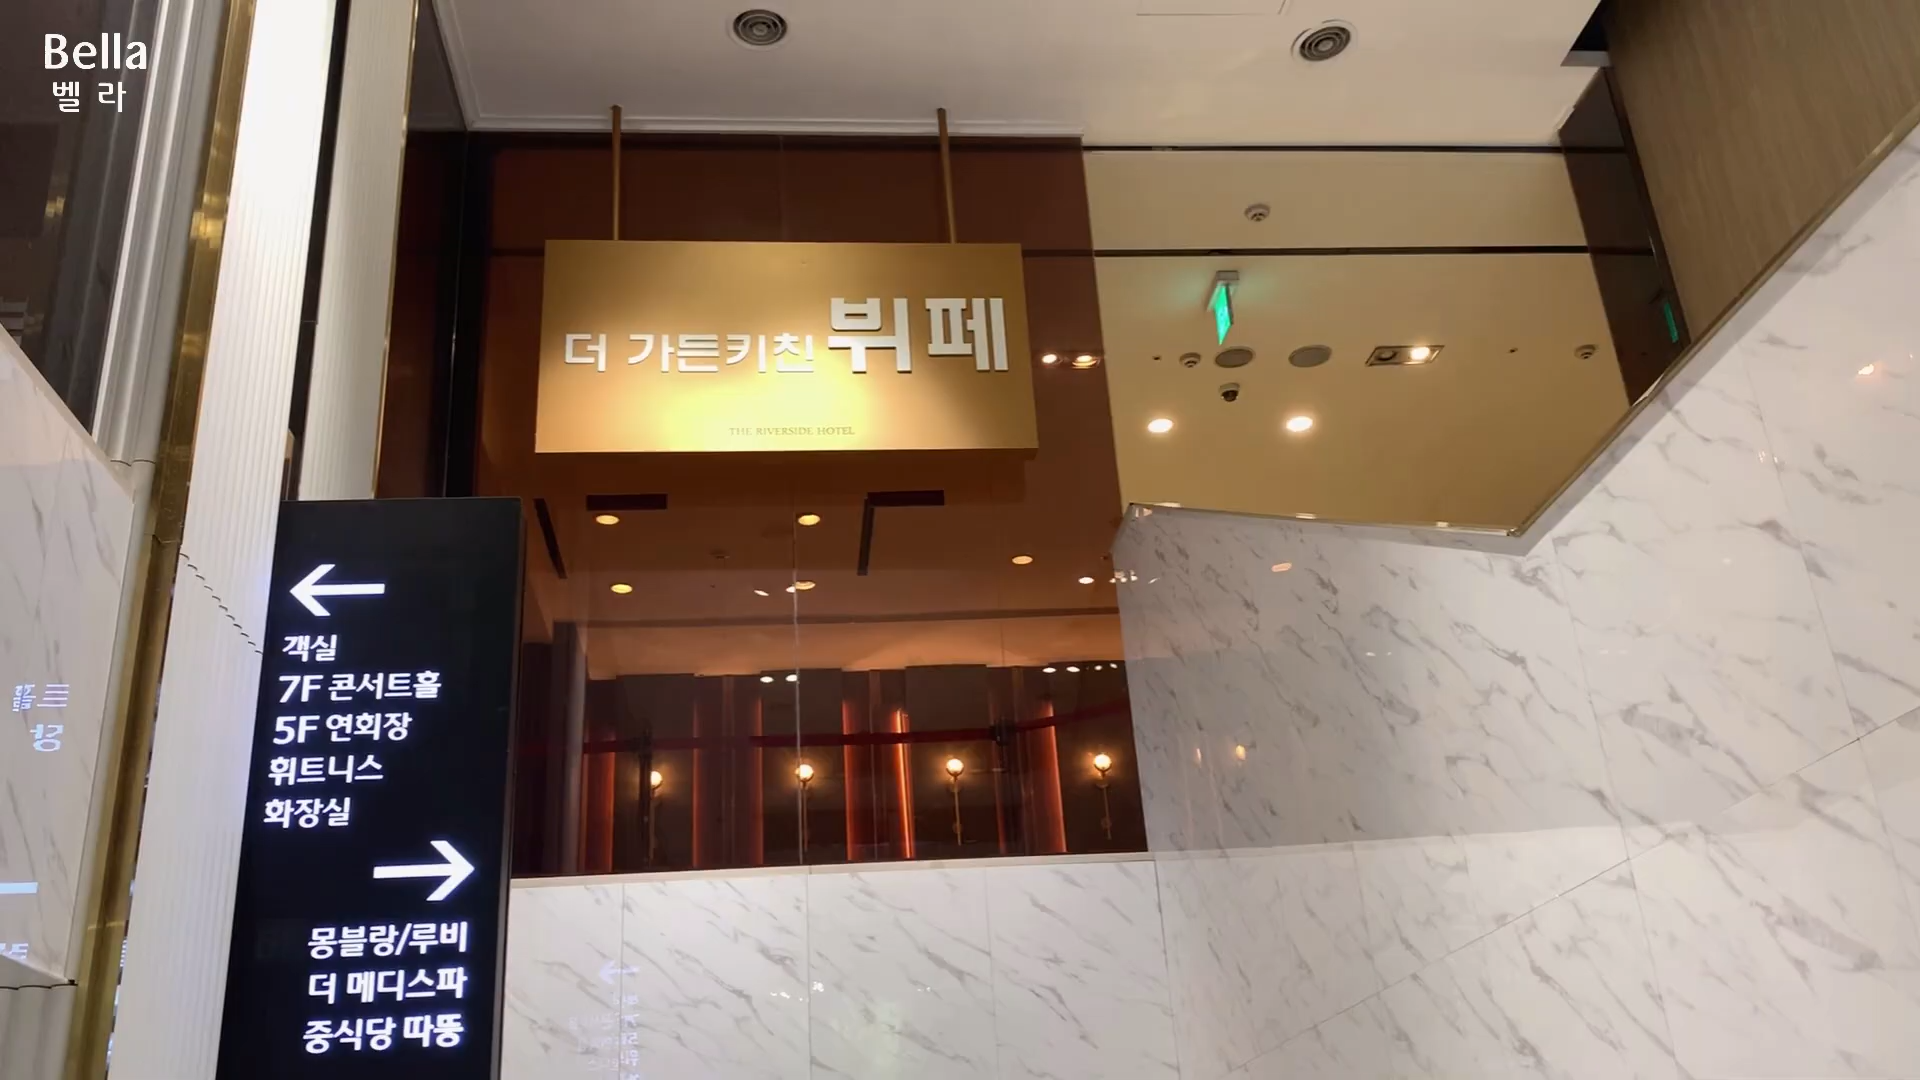 Bella
벨 라
더 가든키친 뷔페
THE RIVERSIDE HOTEL
←
객실
7F 콘서트홀
5F 연회장
휘트니스
화장실
→
몽블랑/루비
더 메디스파
중식당 따뚱